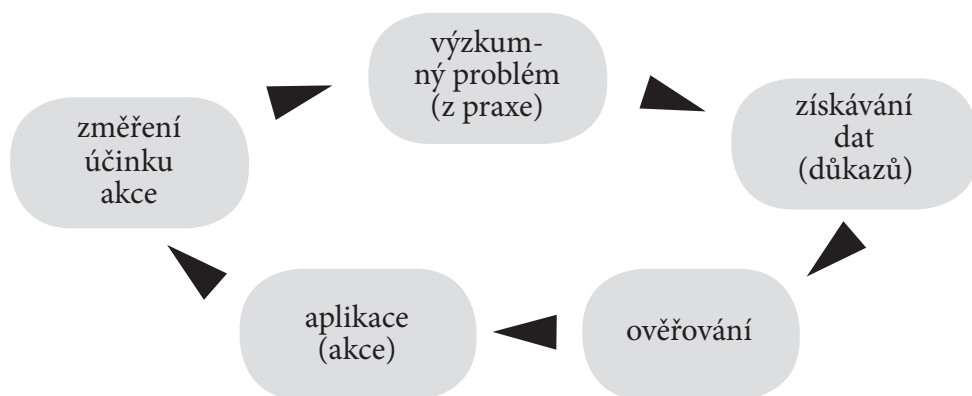 výzkum-
ný problém
(z praxe)
získávání
dat
(důkazů)
ověřování
aplikace
(akce)
změření
účinku
akce